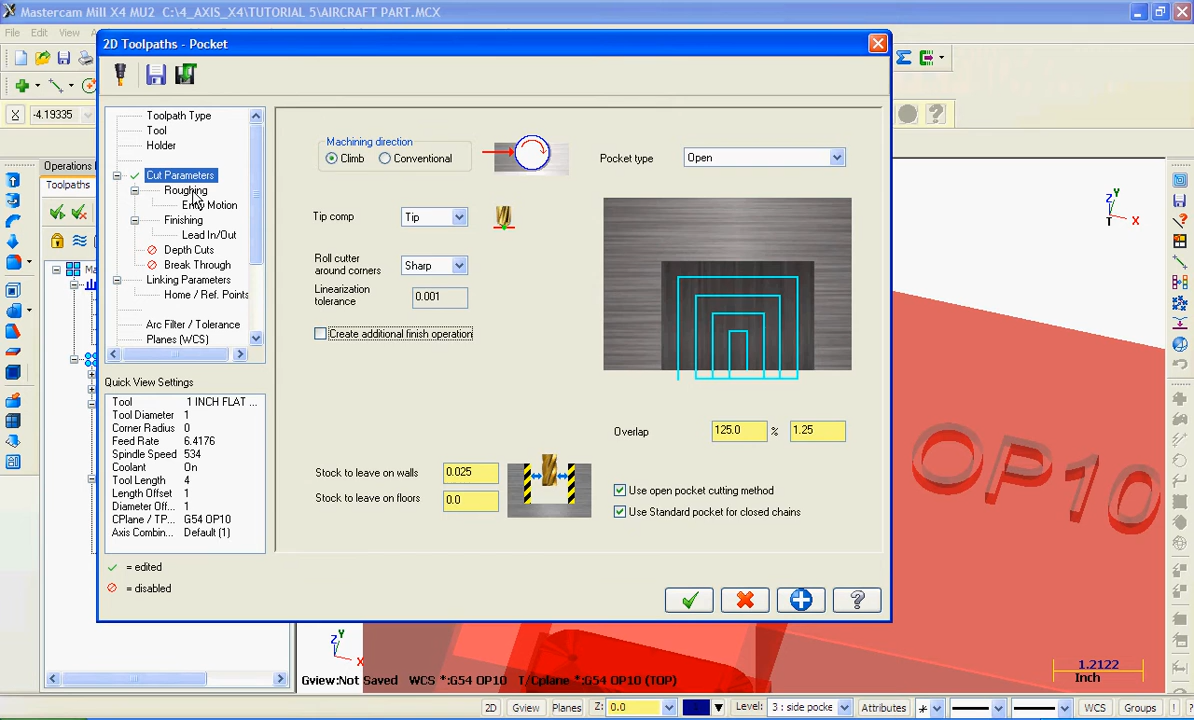 Mastercam Mill X4 MU2  C:\4_AXIS_X4\TUTORIAL 5\AIRCRAFT PART.MCX
File Edit View
2D Toolpaths - Pocket
-4.19335
Operations
Toolpaths
Toolpath Type
Tool
Holder
Cut Parameters
Roughing
Entry Motion
Finishing
Lead In/Out
Depth Cuts
Break Through
Linking Parameters
Home / Ref. Points
Arc Filter / Tolerance
Planes (WCS)
Quick View Settings
Tool 1 INCH FLAT ...
Tool Diameter 1
Corner Radius 0
Feed Rate 6.4176
Spindle Speed 534
Coolant On
Tool Length 4
Length Offset 1
Diameter Off... 1
CPlane / TP... G54 OP10
Axis Combin... Default (1)
= edited
= disabled
Machining direction
Climb Conventional
Tip comp Tip
Roll cutter around corners Sharp
Linearization tolerance 0.001
Create additional finish operation
Stock to leave on walls 0.025
Stock to leave on floors 0.0
Pocket type Open
Overlap 125.0 % 1.25
Use open pocket cutting method
Use Standard pocket for closed chains
Y
X
T
OP10
Y
X
1.2122
Inch
Gview:Not Saved WCS *:G54 OP10 T/Cplane *:G54 OP10 (TOP)
2D Gview Planes Z: 0.0 Level: 3 : side pocke Attributes WCS Groups ?